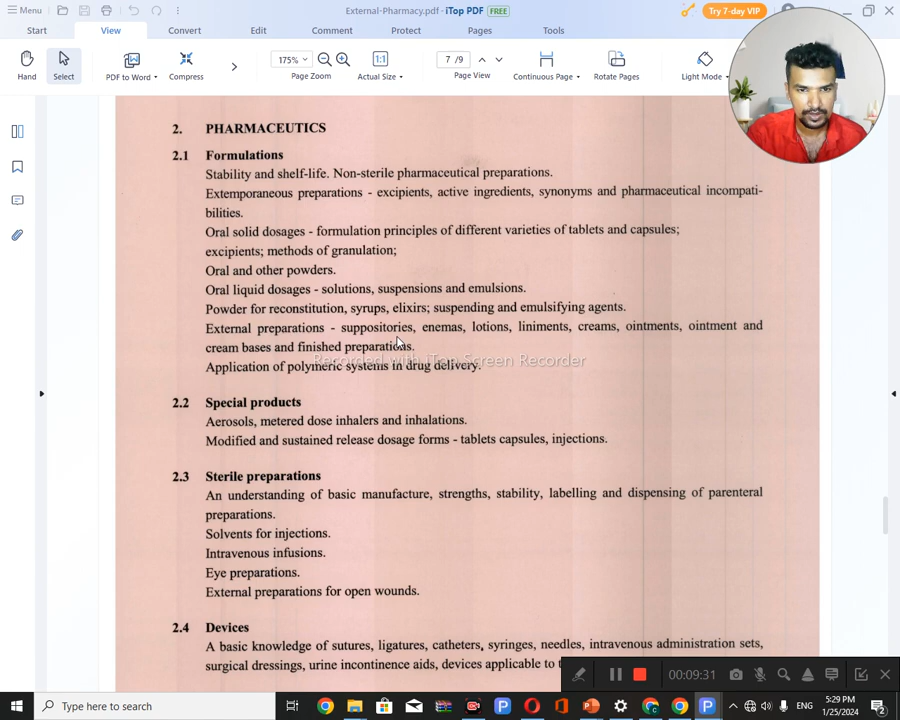 Menu
External-Pharmacy.pdf - iTop PDF FREE
Try 7-day VIP
Start View Convert Edit Comment Protect Pages Tools
Hand
Select
PDF to Word
Compress
175%
Page Zoom
1:1
Actual Size
7 /9
Page View
Continuous Page
Rotate Pages
Light Mode
2. PHARMACEUTICS
2.1 Formulations
Stability and shelf-life. Non-sterile pharmaceutical preparations.
Extemporaneous preparations - excipients, active ingredients, synonyms and pharmaceutical incompati-
bilities.
Oral solid dosages - formulation principles of different varieties of tablets and capsules;
excipients; methods of granulation;
Oral and other powders.
Oral liquid dosages - solutions, suspensions and emulsions.
Powder for reconstitution, syrups, elixirs; suspending and emulsifying agents.
External preparations - suppositories, enemas, lotions, liniments, creams, ointments, ointment and
cream bases and finished preparations.
Recorded with iTop Screen Recorder
Application of polymeric systems in drug delivery.
2.2 Special products
Aerosols, metered dose inhalers and inhalations.
Modified and sustained release dosage forms - tablets capsules, injections.
2.3 Sterile preparations
An understanding of basic manufacture, strengths, stability, labelling and dispensing of parenteral
preparations.
Solvents for injections.
Intravenous infusions.
Eye preparations.
External preparations for open wounds.
2.4 Devices
A basic knowledge of sutures, ligatures, catheters, syringes, needles, intravenous administration sets,
surgical dressings, urine incontinence aids, devices applicable to
00:09:31
Type here to search
ENG
5:29 PM
1/25/2024
2